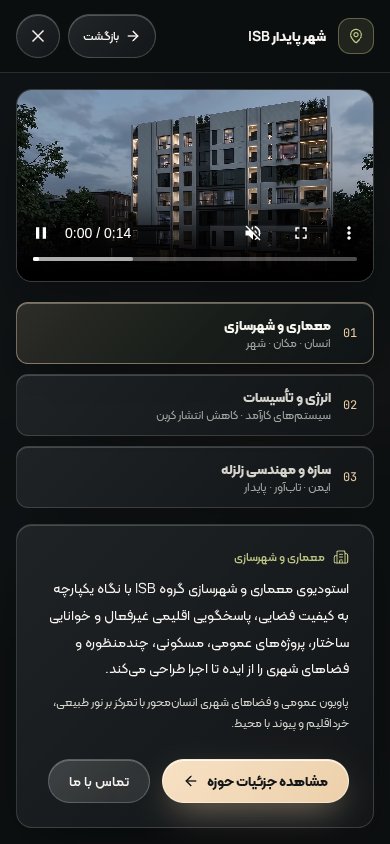 شهر پایدار ISB
بازگشت
0:00 / 0:14
01
معماری و شهرسازی
انسان · مکان · شهر
02
انرژی و تأسیسات
سیستم‌های کارآمد · کاهش انتشار کربن
03
سازه و مهندسی زلزله
ایمن · تاب‌آور · پایدار
معماری و شهرسازی
استودیوی معماری و شهرسازی گروه ISB با نگاه یکپارچه
به کیفیت فضایی، پاسخگویی اقلیمی غیرفعال و خوانایی
ساختار، پروژه‌های عمومی، مسکونی، چندمنظوره و
فضاهای شهری را از ایده تا اجرا طراحی می‌کند.
پاویون عمومی و فضاهای شهری انسان‌محور با تمرکز بر نور طبیعی،
خرداقلیم و پیوند با محیط.
مشاهده جزئیات حوزه
تماس با ما